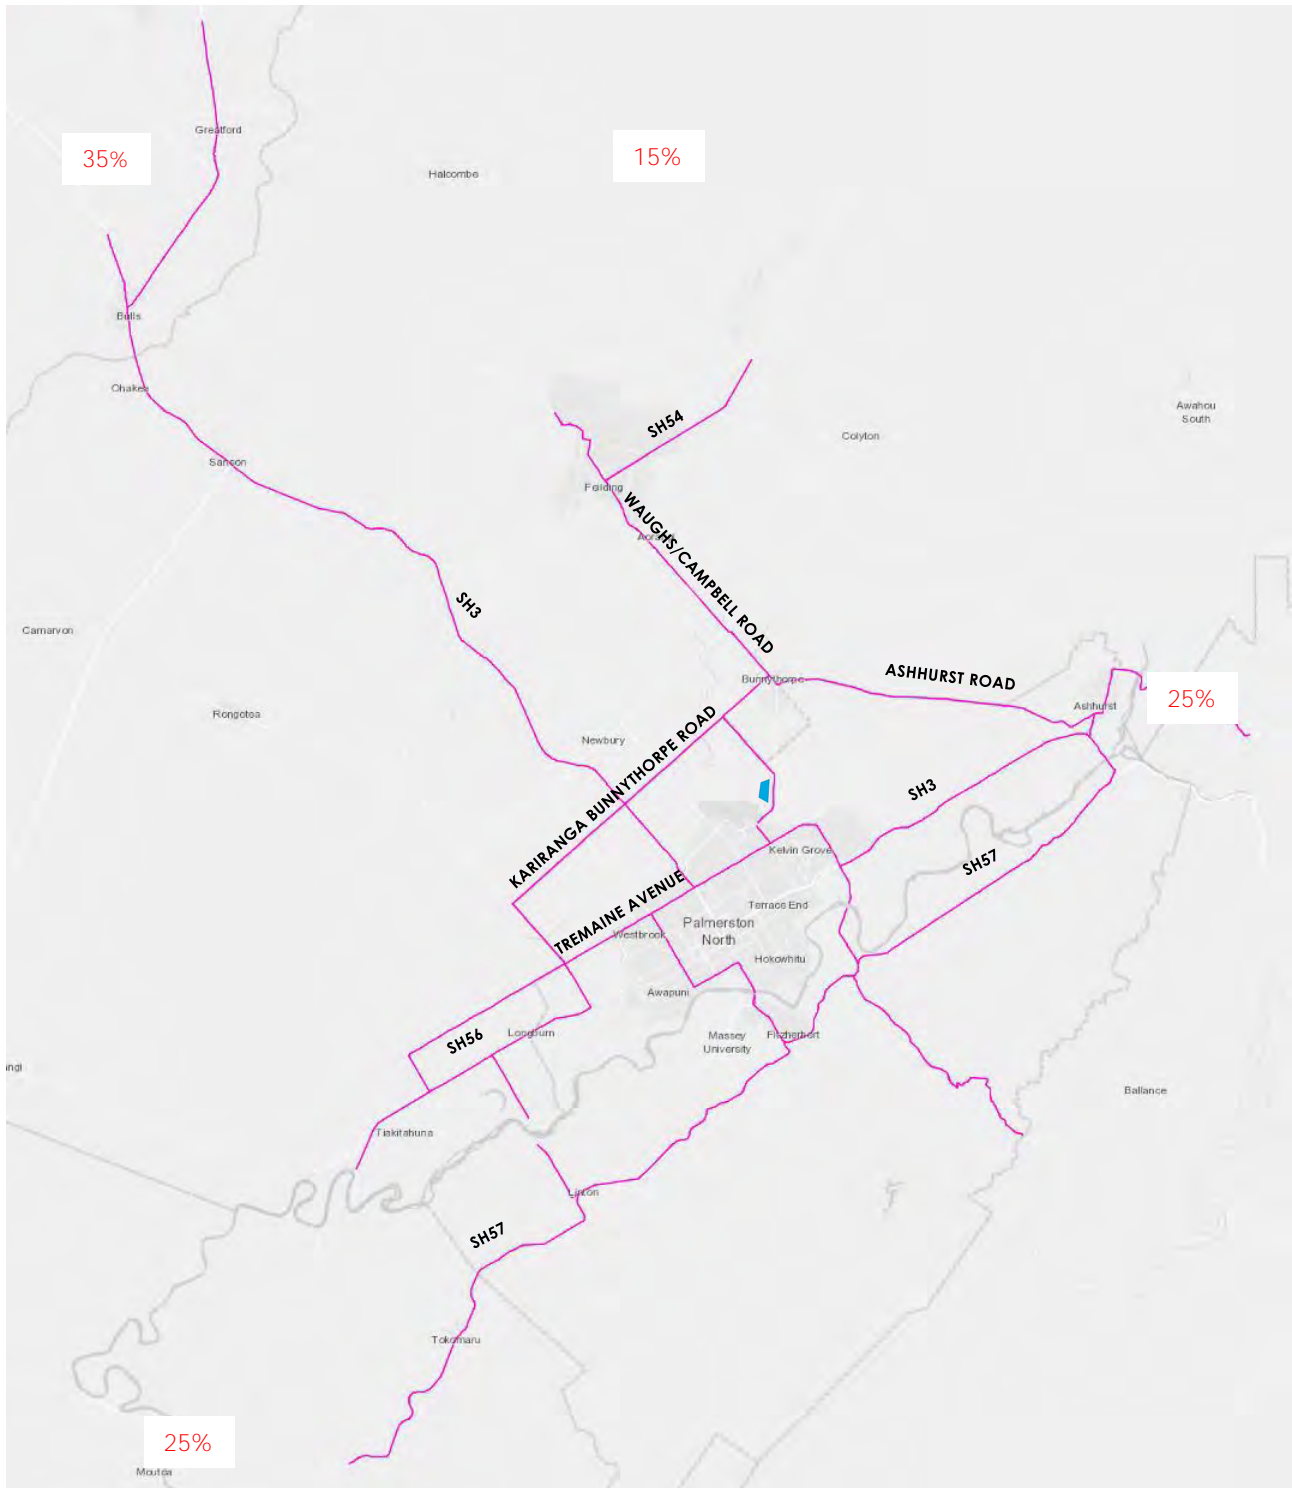 Greatford
35%
15%
Halcombe
Bulls
Ohakea
SH54
Awahou
South
Colyton
Sanson
Feilding
WAUGHS/CAMPBELL ROAD
SH3
Carnarvon
Bunnythorpe
ASHHURST ROAD
25%
Ashhurst
Rongotea
Newbury
KARIRANGA BUNNYTHORPE ROAD
SH3
Kelvin Grove
SH57
TREMAINE AVENUE
Terrace End
Palmerston
North
Westbrook
Hokowhitu
Awapuni
Longburn
SH56
Massey
University
Fitzherbert
angi
Ballance
Tiakitahuna
Linton
SH57
Tokomaru
25%
Moutoa